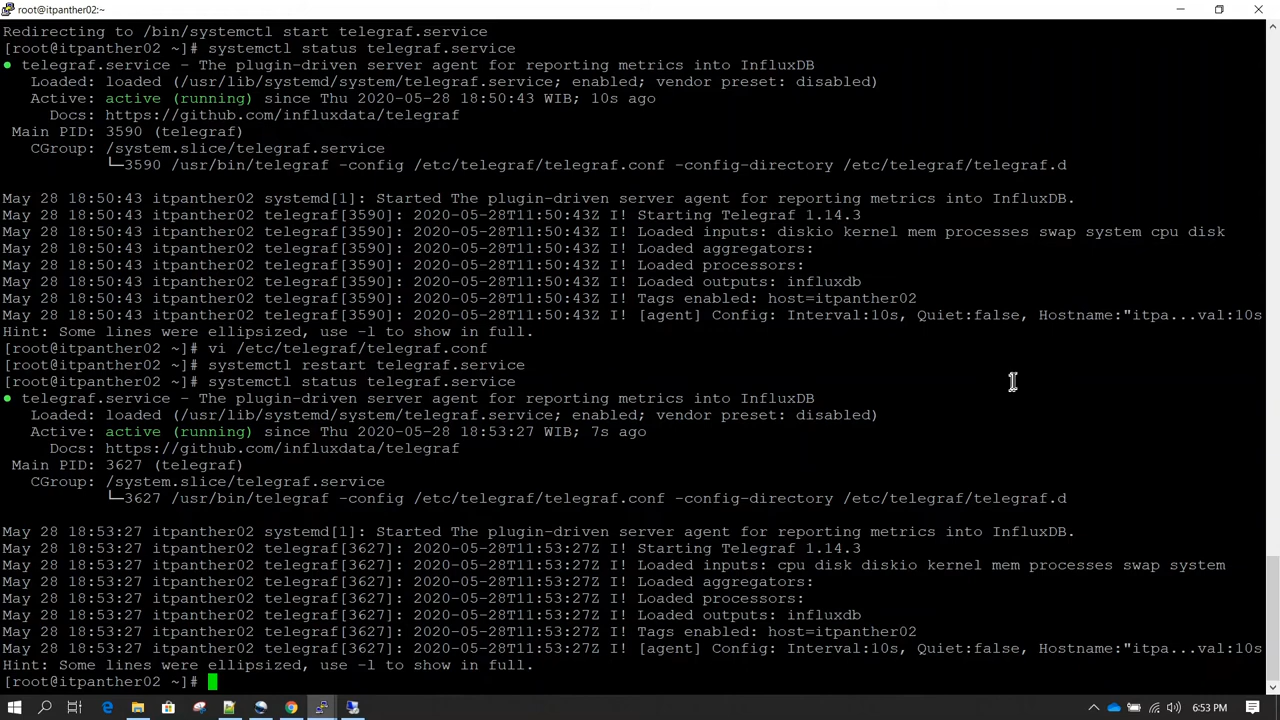 root@itpanther02:~
Redirecting to /bin/systemctl start telegraf.service
[root@itpanther02 ~]# systemctl status telegraf.service
● telegraf.service - The plugin-driven server agent for reporting metrics into InfluxDB
Loaded: loaded (/usr/lib/systemd/system/telegraf.service; enabled; vendor preset: disabled)
Active: active (running) since Thu 2020-05-28 18:50:43 WIB; 10s ago
Docs: https://github.com/influxdata/telegraf
Main PID: 3590 (telegraf)
CGroup: /system.slice/telegraf.service
└─3590 /usr/bin/telegraf -config /etc/telegraf/telegraf.conf -config-directory /etc/telegraf/telegraf.d
May 28 18:50:43 itpanther02 systemd[1]: Started The plugin-driven server agent for reporting metrics into InfluxDB.
May 28 18:50:43 itpanther02 telegraf[3590]: 2020-05-28T11:50:43Z I! Starting Telegraf 1.14.3
May 28 18:50:43 itpanther02 telegraf[3590]: 2020-05-28T11:50:43Z I! Loaded inputs: diskio kernel mem processes swap system cpu disk
May 28 18:50:43 itpanther02 telegraf[3590]: 2020-05-28T11:50:43Z I! Loaded aggregators:
May 28 18:50:43 itpanther02 telegraf[3590]: 2020-05-28T11:50:43Z I! Loaded processors:
May 28 18:50:43 itpanther02 telegraf[3590]: 2020-05-28T11:50:43Z I! Loaded outputs: influxdb
May 28 18:50:43 itpanther02 telegraf[3590]: 2020-05-28T11:50:43Z I! Tags enabled: host=itpanther02
May 28 18:50:43 itpanther02 telegraf[3590]: 2020-05-28T11:50:43Z I! [agent] Config: Interval:10s, Quiet:false, Hostname:"itpa...val:10s
Hint: Some lines were ellipsized, use -l to show in full.
[root@itpanther02 ~]# vi /etc/telegraf/telegraf.conf
[root@itpanther02 ~]# systemctl restart telegraf.service
[root@itpanther02 ~]# systemctl status telegraf.service
● telegraf.service - The plugin-driven server agent for reporting metrics into InfluxDB
Loaded: loaded (/usr/lib/systemd/system/telegraf.service; enabled; vendor preset: disabled)
Active: active (running) since Thu 2020-05-28 18:53:27 WIB; 7s ago
Docs: https://github.com/influxdata/telegraf
Main PID: 3627 (telegraf)
CGroup: /system.slice/telegraf.service
└─3627 /usr/bin/telegraf -config /etc/telegraf/telegraf.conf -config-directory /etc/telegraf/telegraf.d
May 28 18:53:27 itpanther02 systemd[1]: Started The plugin-driven server agent for reporting metrics into InfluxDB.
May 28 18:53:27 itpanther02 telegraf[3627]: 2020-05-28T11:53:27Z I! Starting Telegraf 1.14.3
May 28 18:53:27 itpanther02 telegraf[3627]: 2020-05-28T11:53:27Z I! Loaded inputs: cpu disk diskio kernel mem processes swap system
May 28 18:53:27 itpanther02 telegraf[3627]: 2020-05-28T11:53:27Z I! Loaded aggregators:
May 28 18:53:27 itpanther02 telegraf[3627]: 2020-05-28T11:53:27Z I! Loaded processors:
May 28 18:53:27 itpanther02 telegraf[3627]: 2020-05-28T11:53:27Z I! Loaded outputs: influxdb
May 28 18:53:27 itpanther02 telegraf[3627]: 2020-05-28T11:53:27Z I! Tags enabled: host=itpanther02
May 28 18:53:27 itpanther02 telegraf[3627]: 2020-05-28T11:53:27Z I! [agent] Config: Interval:10s, Quiet:false, Hostname:"itpa...val:10s
Hint: Some lines were ellipsized, use -l to show in full.
[root@itpanther02 ~]#
6:53 PM